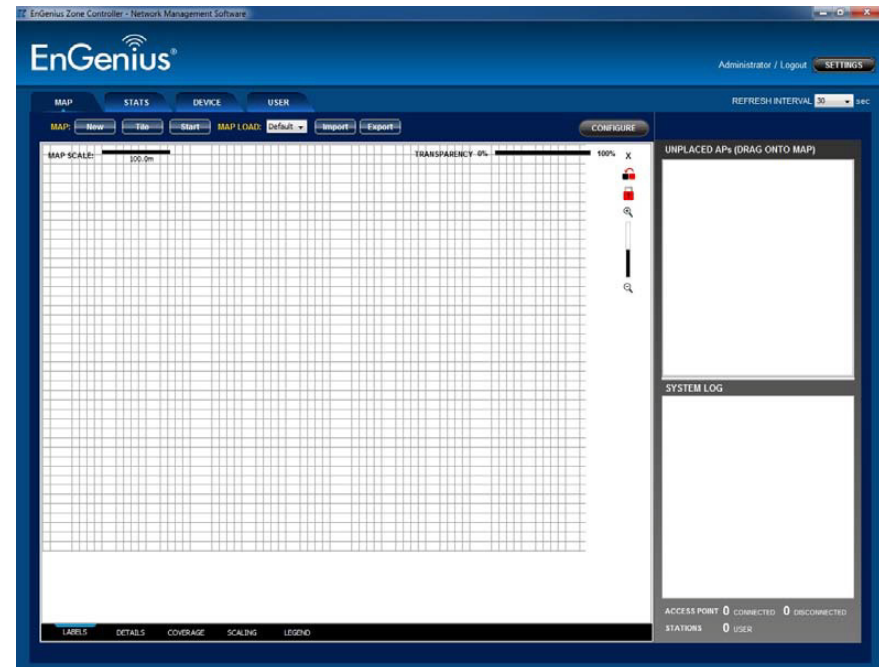 EnGenius Zone Controller - Network Management Software
EnGenius®
Administrator / Logout SETTINGS
MAP STATS DEVICE USER
REFRESH INTERVAL 30 sec
MAP: New Tile Start MAP LOAD: Default Import Export
CONFIGURE
MAP SCALE:
100.0m
TRANSPARENCY 0% 100% X
UNPLACED APs (DRAG ONTO MAP)
SYSTEM LOG
ACCESS POINT 0 CONNECTED 0 DISCONNECTED
STATIONS 0 USER
LABELS DETAILS COVERAGE SCALING LEGEND